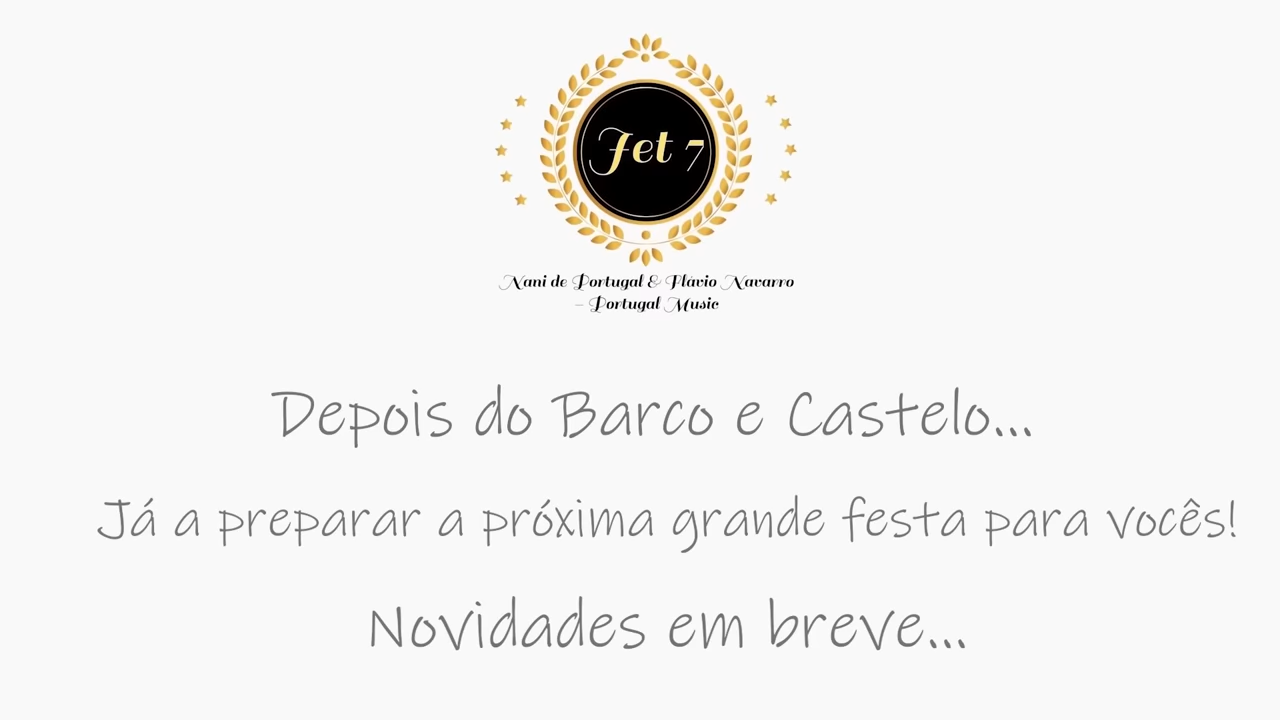 Jet 7
Nani de Portugal & Flávio Navarro
– Portugal Music
Depois do Barco e Castelo...
Já a preparar a próxima grande festa para vocês!
Novidades em breve...